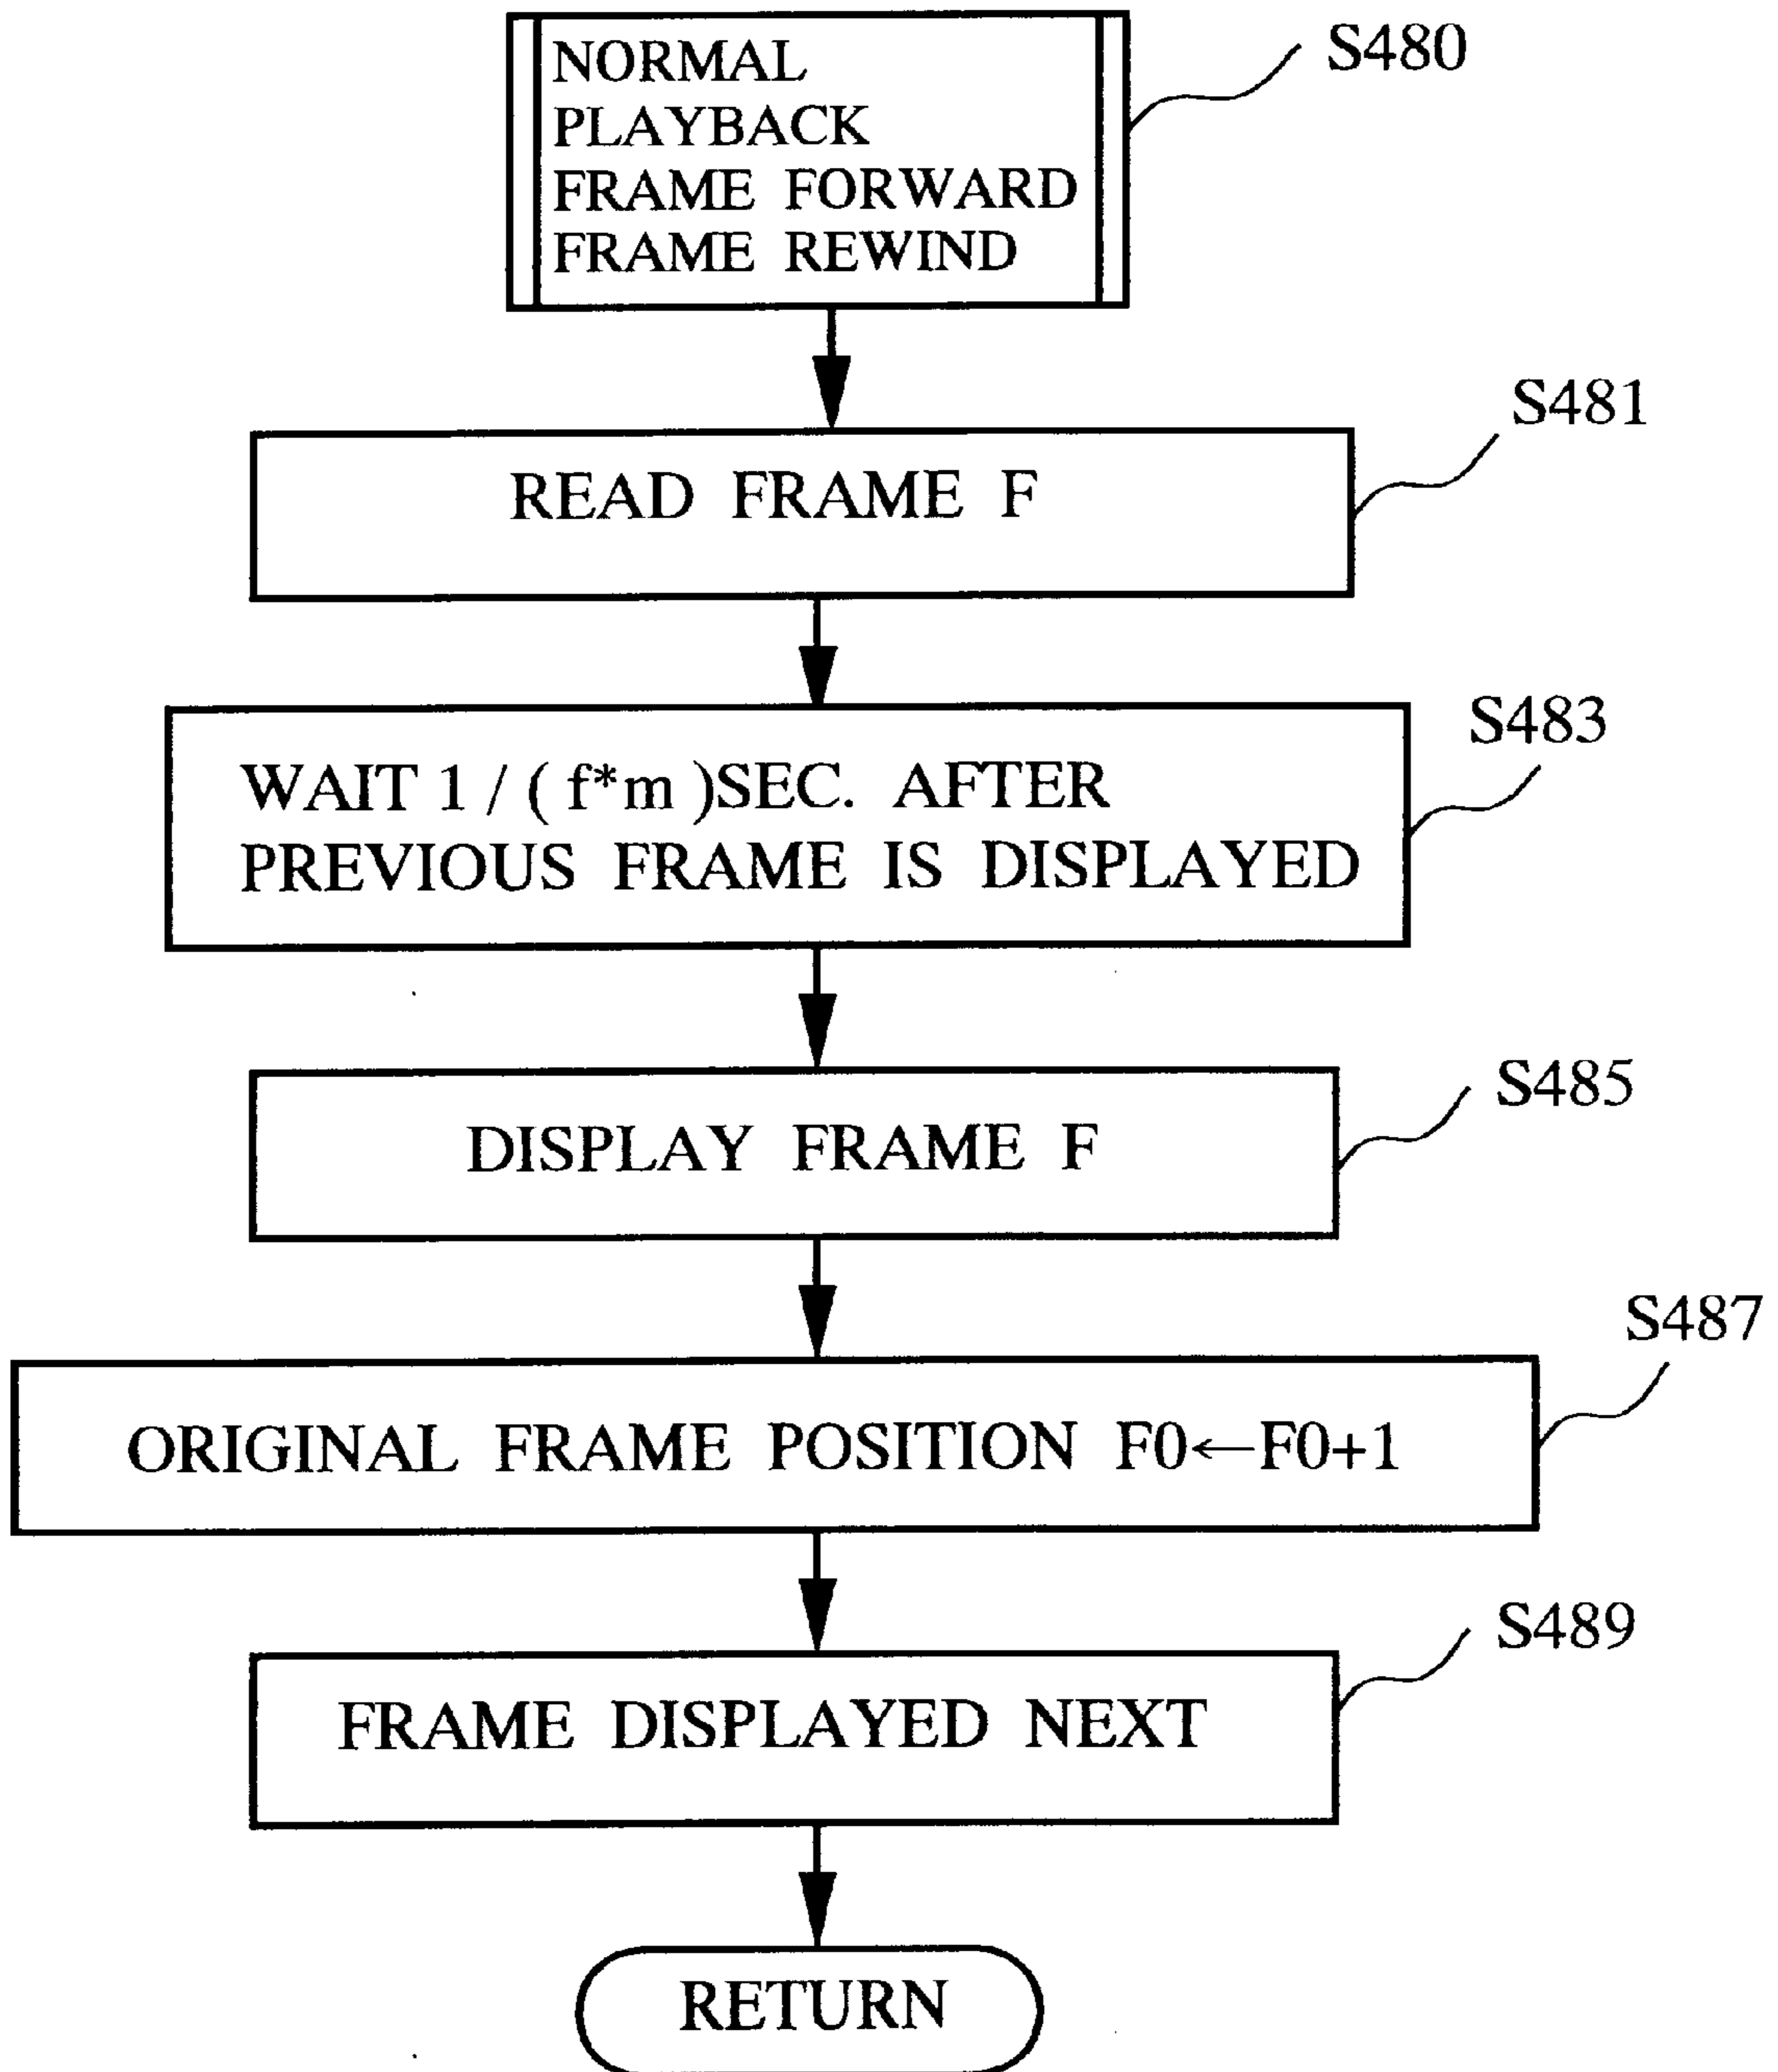 NORMAL
PLAYBACK
FRAME FORWARD
FRAME REWIND
S480
READ FRAME F
S481
WAIT 1 / ( f*m )SEC. AFTER
PREVIOUS FRAME IS DISPLAYED
S483
DISPLAY FRAME F
S485
ORIGINAL FRAME POSITION F0←F0+1
S487
FRAME DISPLAYED NEXT
S489
RETURN